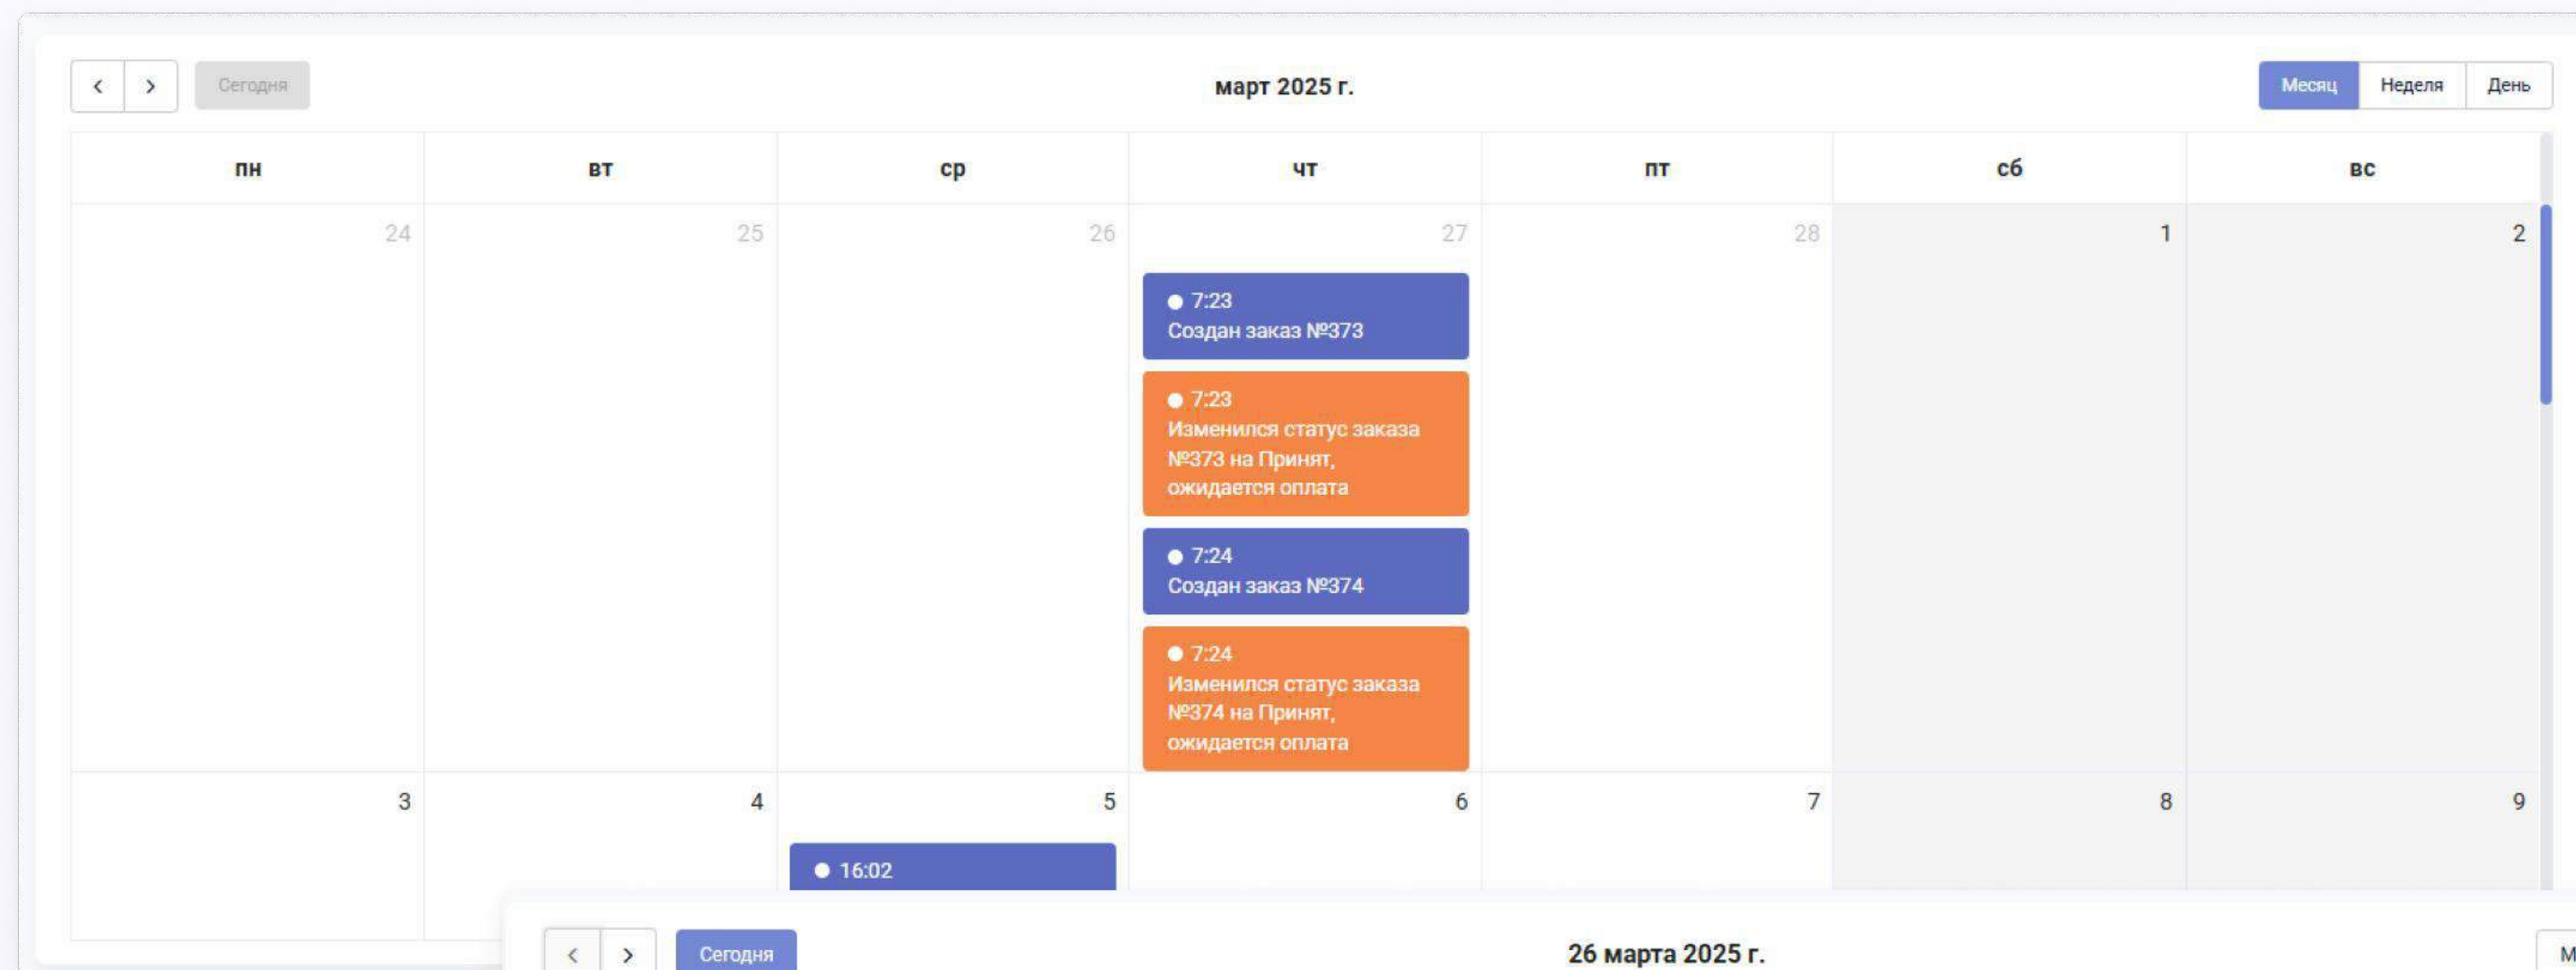 Сегодня
март 2025 г.
Месяц Неделя День
пн вт ср чт пт сб вс
24 25 26 27 28 1 2
7:23
Создан заказ №373
7:23
Изменился статус заказа
№373 на Принят,
ожидается оплата
7:24
Создан заказ №374
7:24
Изменился статус заказа
№374 на Принят,
ожидается оплата
3 4 5 6 7 8 9
16:02
Сегодня
26 марта 2025 г.